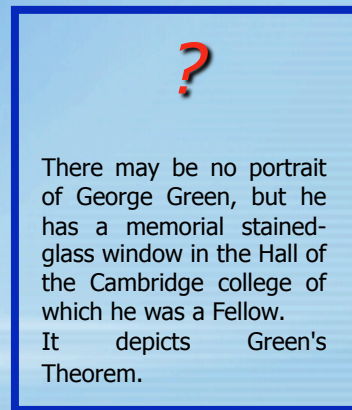 ?
There may be no portrait
of George Green, but he
has a memorial stained-
glass window in the Hall of
the Cambridge college of
which he was a Fellow.
It depicts Green's
Theorem.